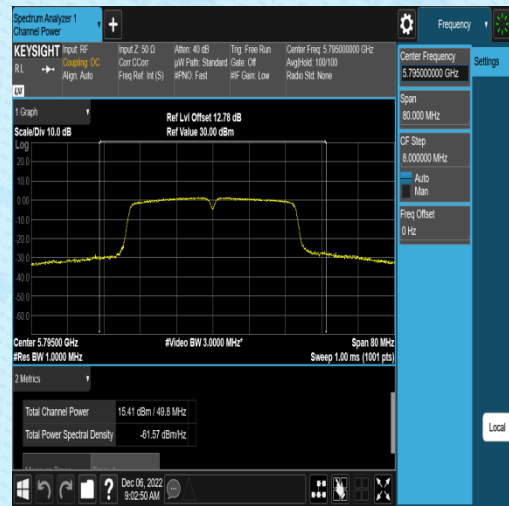 Spectrum Analyzer 1
Channel Power
Frequency
KEYSIGHT
RL
LXI
Input: RF
Coupling: DC
Align: Auto
Input Z: 50 Ω
Corr CCorr
Freq Ref: Int (S)
Atten: 40 dB
µW Path: Standard
#PNO: Fast
Trig: Free Run
Gate: Off
#IF Gain: Low
Center Freq: 5.795000000 GHz
Avg|Hold: 100/100
Radio Std: None
Center Frequency
5.795000000 GHz
Settings
Span
80.000 MHz
CF Step
8.000000 MHz
Auto
Man
Freq Offset
0 Hz
Local
1 Graph
Scale/Div 10.0 dB
Ref Lvl Offset 12.78 dB
Ref Value 30.00 dBm
Log
20.0
10.0
0.00
-10.0
-20.0
-30.0
-40.0
-50.0
-60.0
Center 5.79500 GHz
#Res BW 1.0000 MHz
#Video BW 3.0000 MHz*
Span 80 MHz
Sweep 1.00 ms (1001 pts)
2 Metrics
Total Channel Power 15.41 dBm / 49.8 MHz
Total Power Spectral Density -61.57 dBm/Hz
Dec 06, 2022
9:02:50 AM